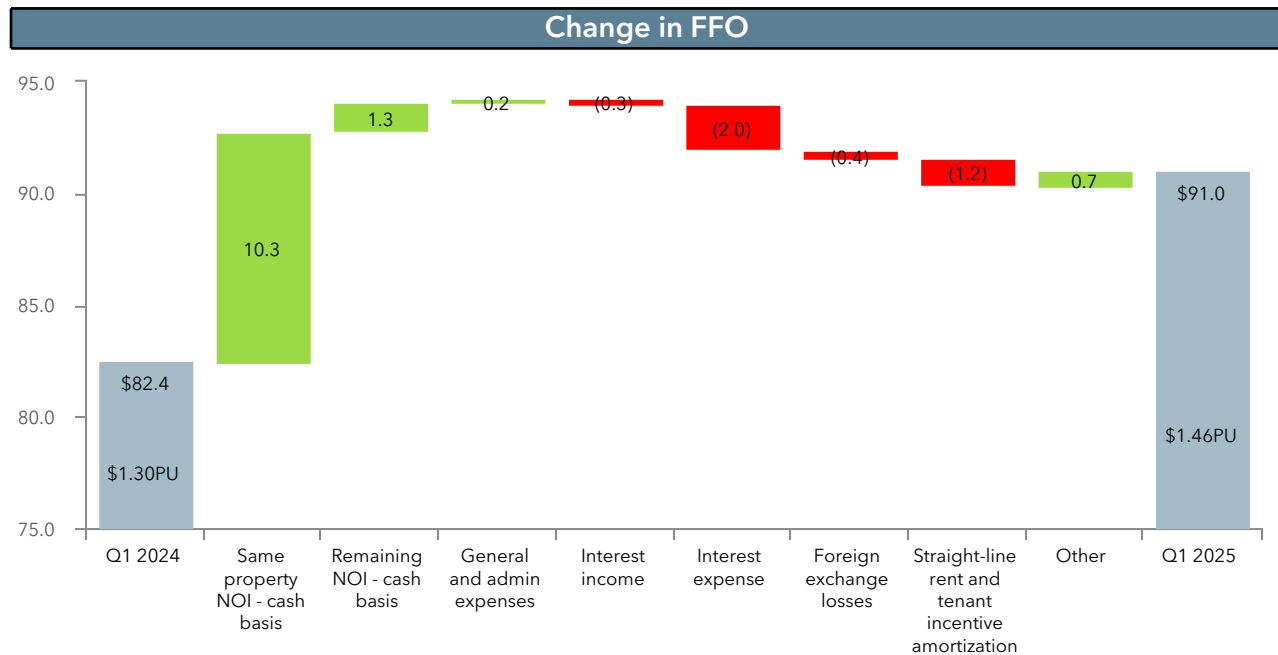 Change in FFO
95.0
90.0
85.0
80.0
75.0
$82.4
$1.30PU
10.3
1.3
0.2
(0.3)
(2.0)
(0.4)
(1.2)
0.7
$91.0
$1.46PU
Q1 2024
Same
property
NOI - cash
basis
Remaining
NOI - cash
basis
General
and admin
expenses
Interest
income
Interest
expense
Foreign
exchange
losses
Straight-line
rent and
tenant
incentive
amortization
Other
Q1 2025